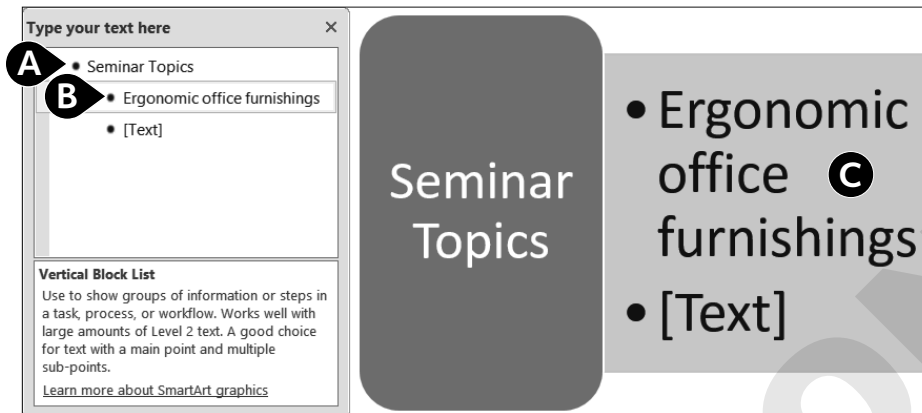 Type your text here ×
A • Seminar Topics
B • Ergonomic office furnishings
• [Text]
Vertical Block List
Use to show groups of information or steps in
a task, process, or workflow. Works well with
large amounts of Level 2 text. A good choice
for text with a main point and multiple
sub-points.
Learn more about SmartArt graphics
Seminar
Topics
• Ergonomic
office C
furnishings
• [Text]